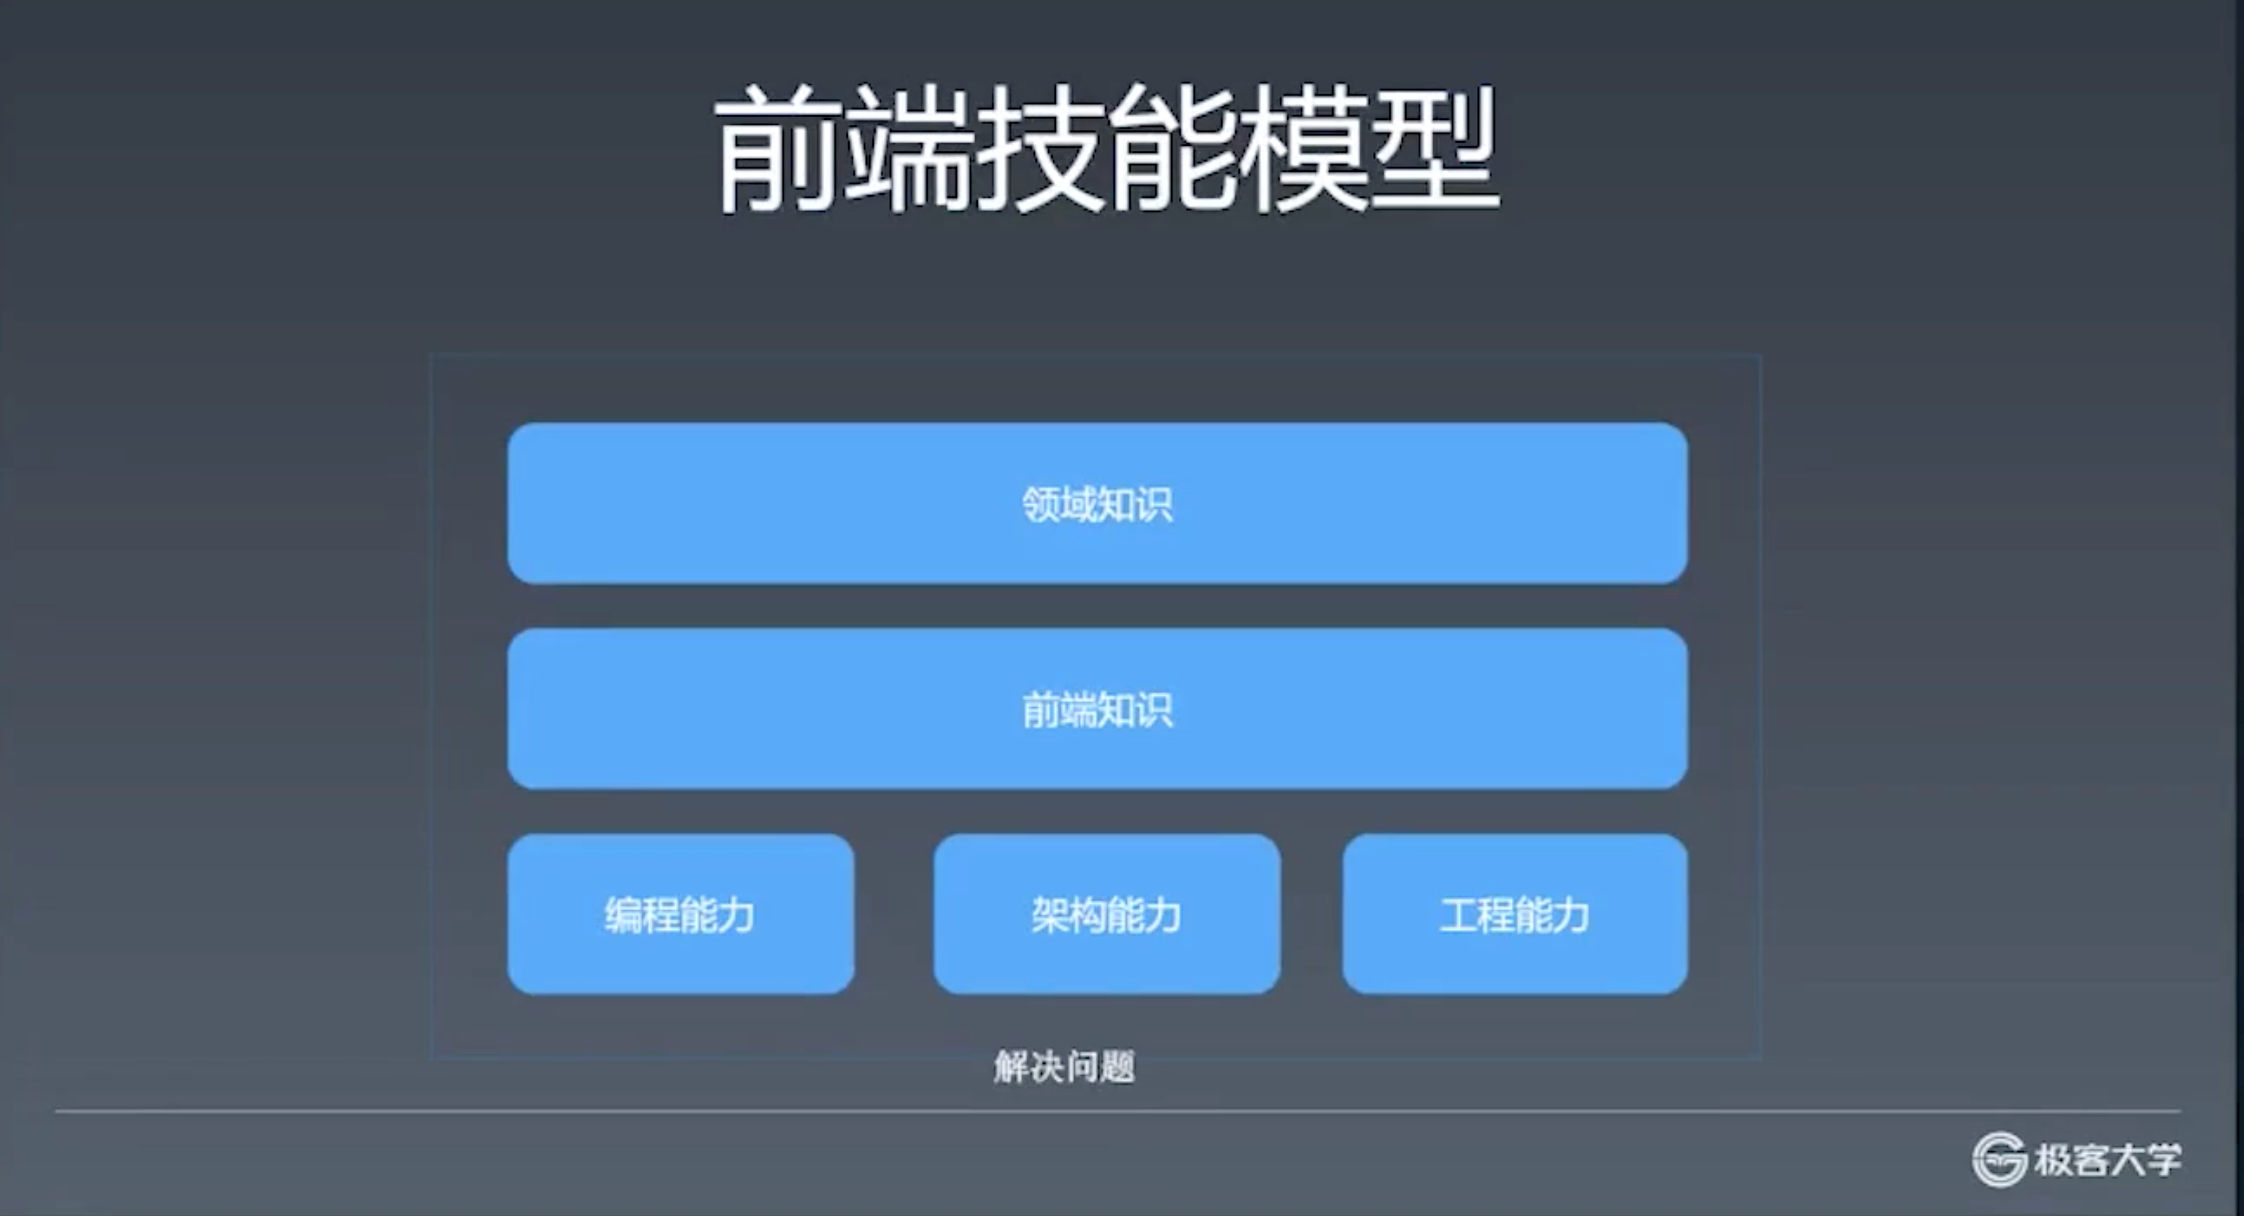 前端技能模型
领域知识
前端知识
编程能力
架构能力
工程能力
解决问题
极客大学